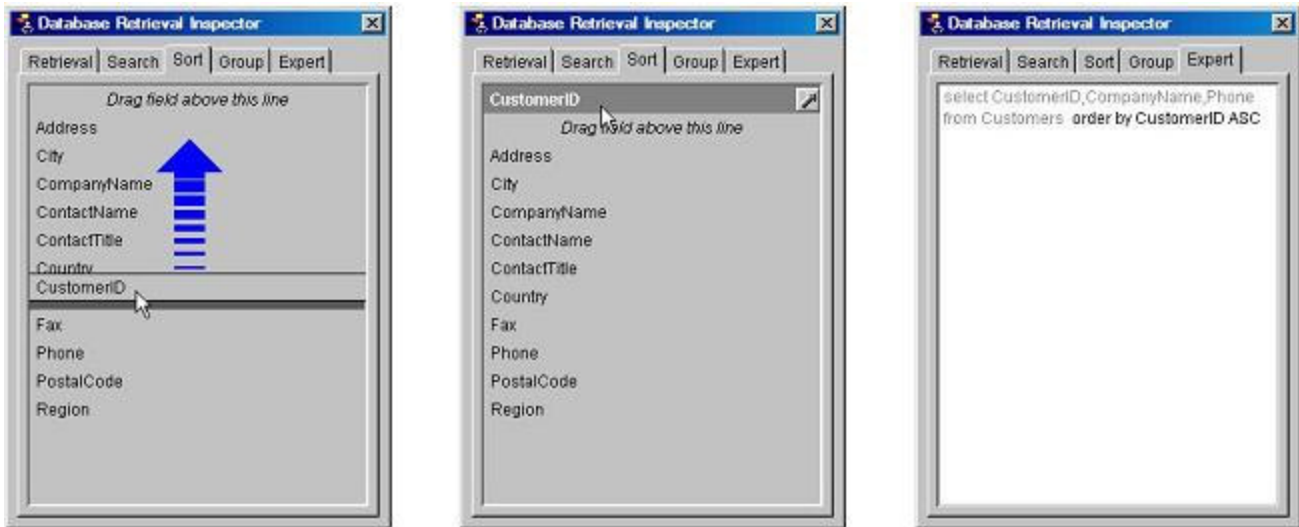 Database Retrieval Inspector
Retrieval Search Sort Group Expert
Drag field above this line
Address
City
CompanyName
ContactName
ContactTitle
Country
CustomerID
Fax
Phone
PostalCode
Region
Database Retrieval Inspector
Retrieval Search Sort Group Expert
CustomerID
Drag field above this line
Address
City
CompanyName
ContactName
ContactTitle
Country
Fax
Phone
PostalCode
Region
Database Retrieval Inspector
Retrieval Search Sort Group Expert
select CustomerID,CompanyName,Phone
from Customers order by CustomerID ASC